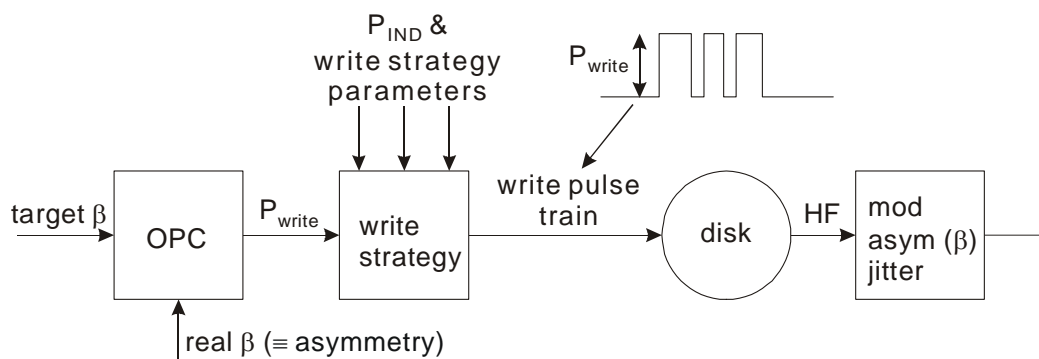 P_IND &
write strategy
parameters
P_write
target β
OPC
P_write
write
strategy
write pulse
train
disk
HF
mod
asym (β)
jitter
real β (≡ asymmetry)